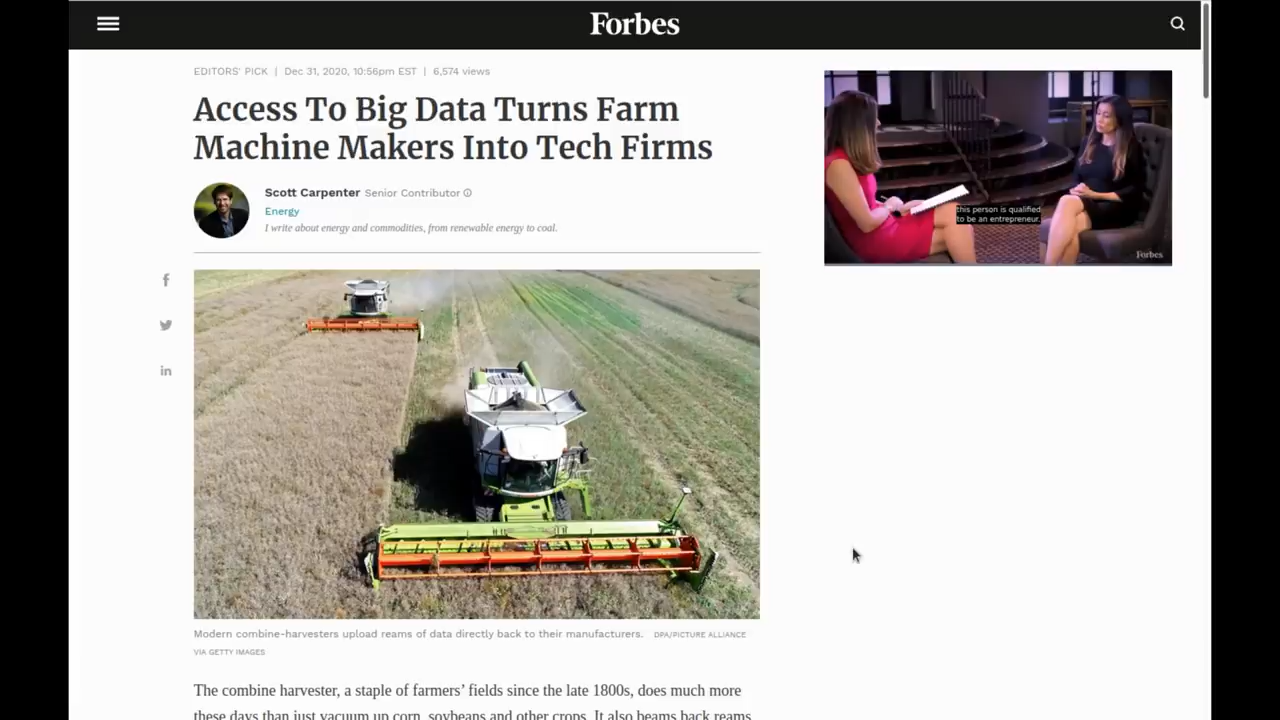 Forbes
EDITORS' PICK | Dec 31, 2020, 10:56pm EST | 6,574 views
Access To Big Data Turns Farm
Machine Makers Into Tech Firms
Scott Carpenter Senior Contributor
Energy
I write about energy and commodities, from renewable energy to coal.
this person is qualified
to be an entrepreneur.
Forbes
Modern combine-harvesters upload reams of data directly back to their manufacturers. DPA/PICTURE ALLIANCE
VIA GETTY IMAGES
The combine harvester, a staple of farmers’ fields since the late 1800s, does much more
these days than just vacuum up corn, soybeans and other crops. It also beams back reams